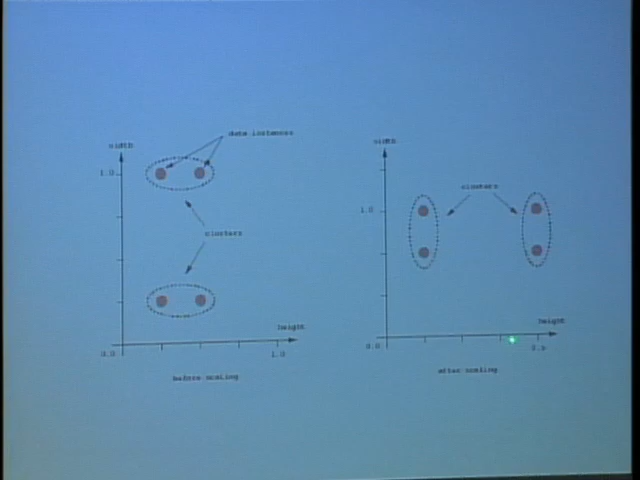 data instances
width
1.0
clusters
height
0.0
1.0
before scaling
width
clusters
1.0
height
0.0
after scaling